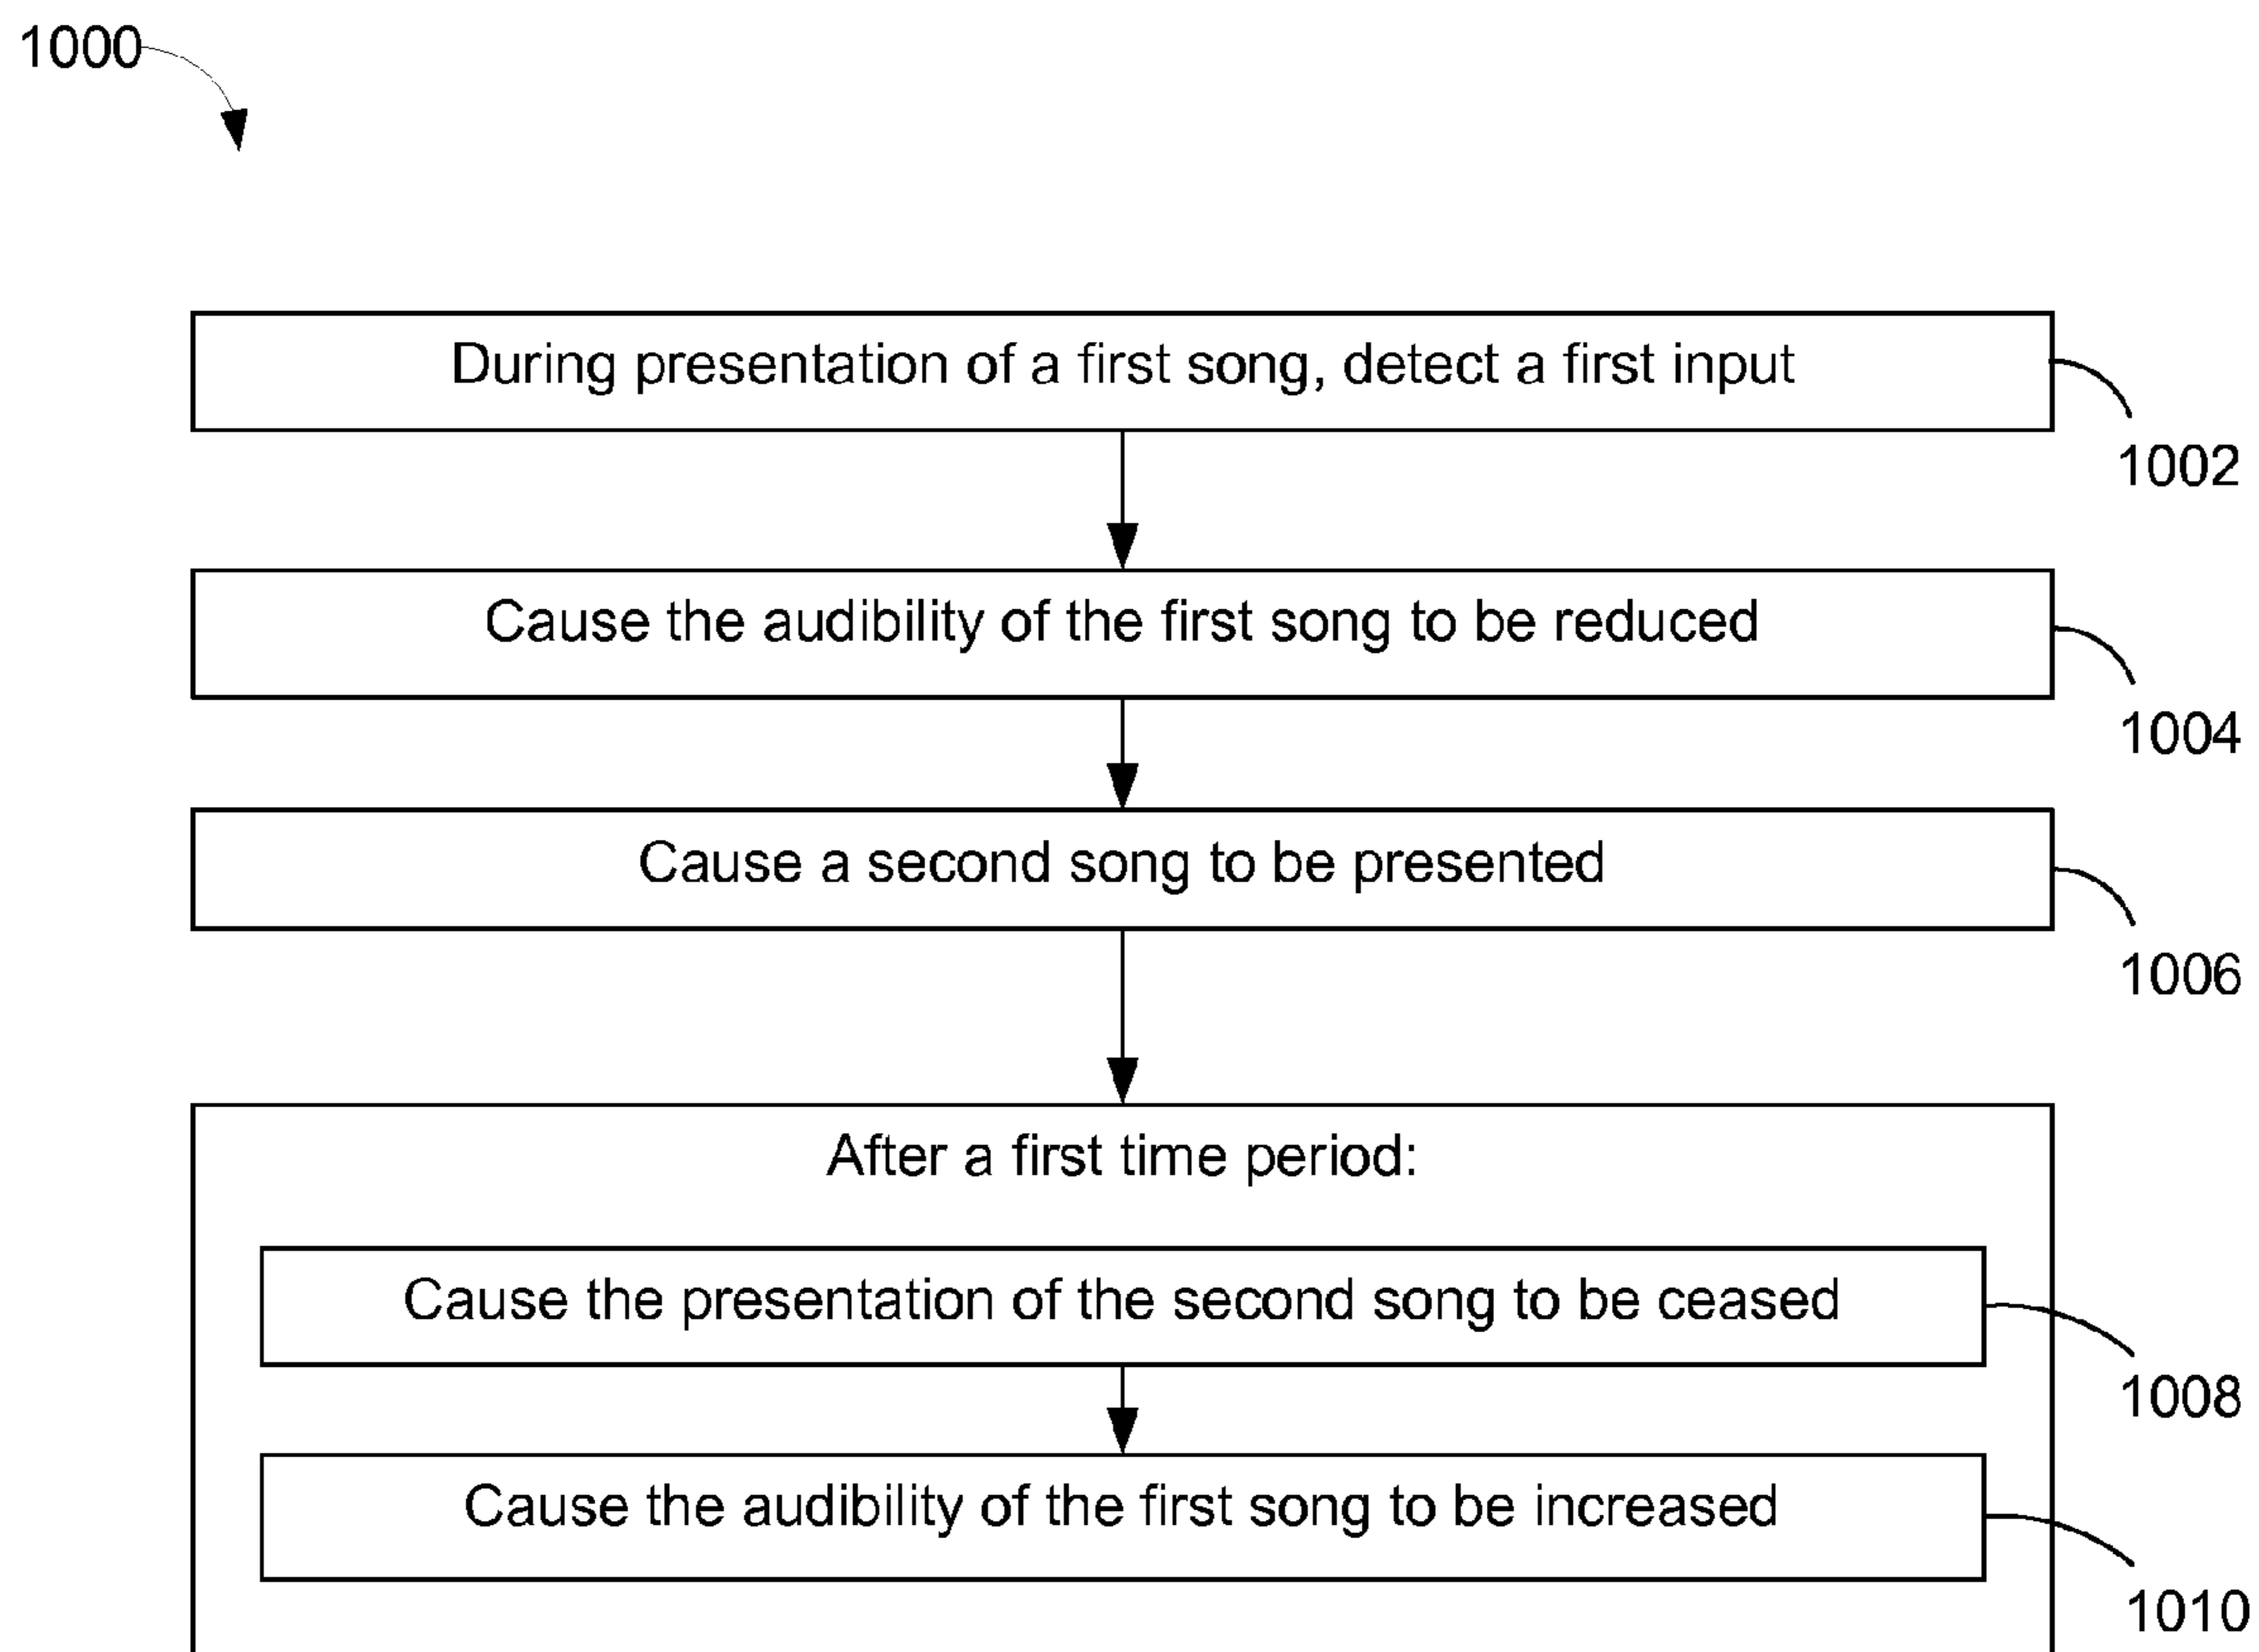 1000
During presentation of a first song, detect a first input
1002
Cause the audibility of the first song to be reduced
1004
Cause a second song to be presented
1006
After a first time period:
Cause the presentation of the second song to be ceased
1008
Cause the audibility of the first song to be increased
1010